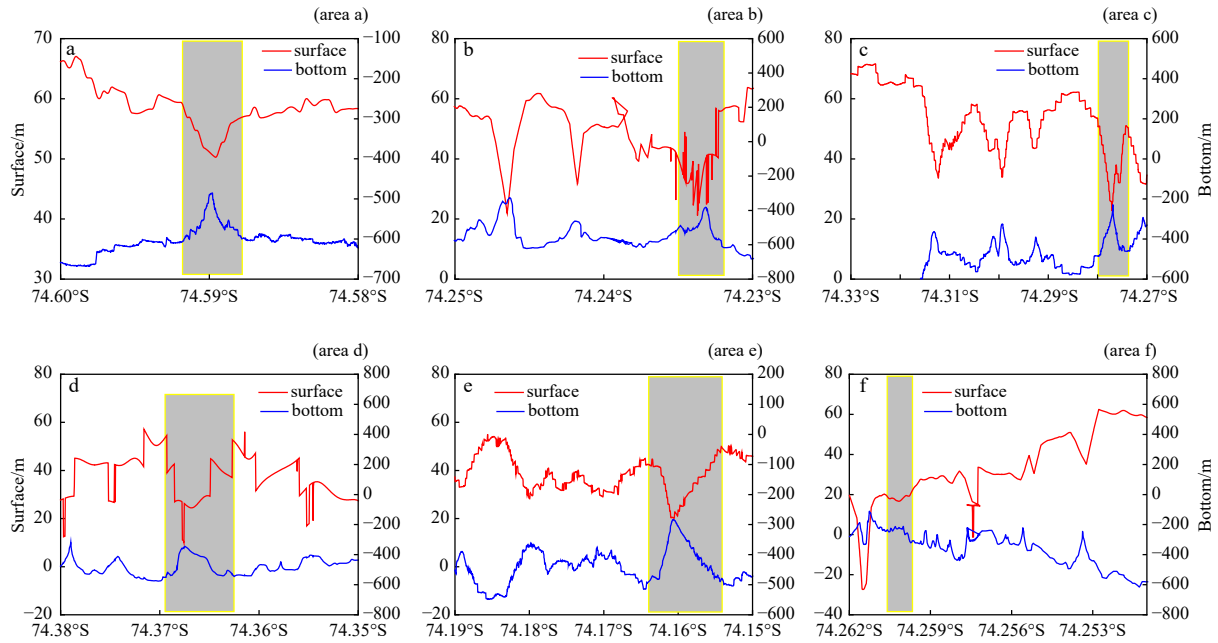 (area a)
(area b)
(area c)
70
60
50
40
30
a
surface
bottom
−100
−200
−300
−400
−500
−600
−700
Surface/m
74.60°S
74.59°S
74.58°S
80
60
40
20
0
b
surface
bottom
600
400
200
0
−200
−400
−600
−800
74.25°S
74.24°S
74.23°S
80
60
40
20
0
c
surface
bottom
600
400
200
0
−200
−400
−600
Bottom/m
74.33°S
74.31°S
74.29°S
74.27°S
(area d)
(area e)
(area f)
80
60
40
20
0
−20
d
surface
bottom
800
600
400
200
0
−200
−400
−600
−800
Surface/m
74.38°S
74.37°S
74.36°S
74.35°S
80
60
40
20
0
−20
e
surface
bottom
200
100
0
−100
−200
−300
−400
−500
−600
74.19°S
74.18°S
74.17°S
74.16°S
74.15°S
80
60
40
20
0
−20
−40
f
surface
bottom
800
600
400
200
0
−200
−400
−600
−800
Bottom/m
74.262°S
74.259°S
74.256°S
74.253°S